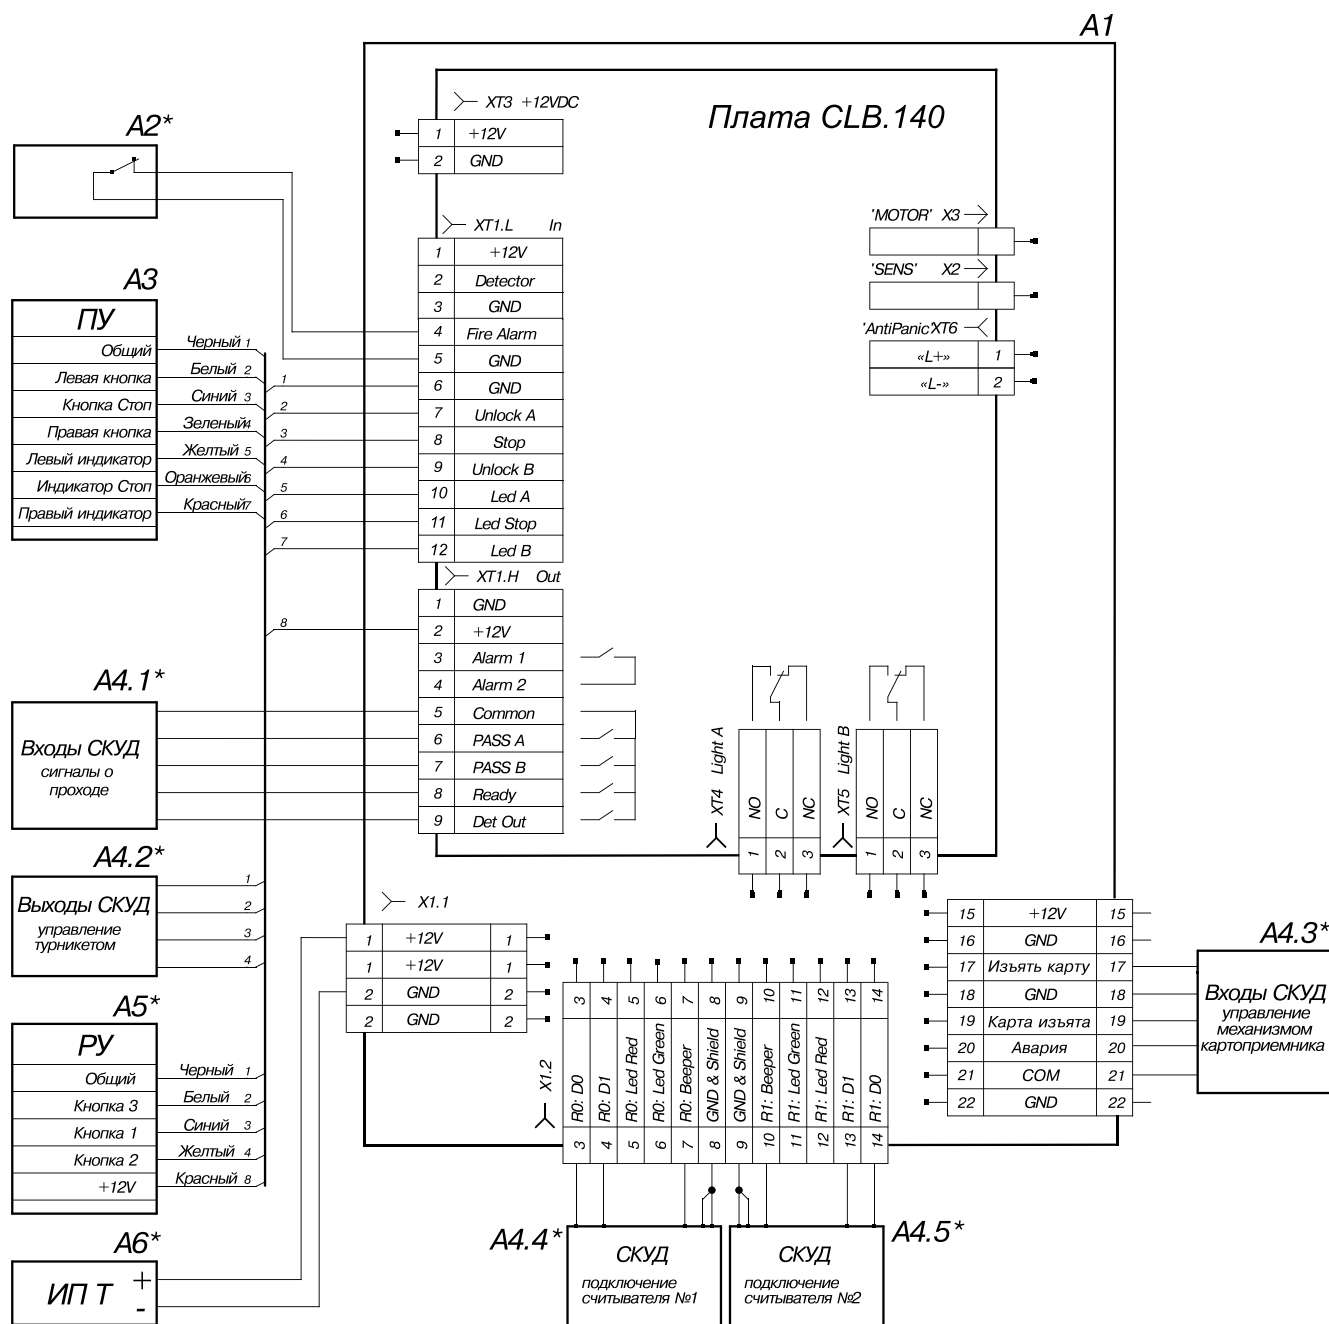 A1
Плата CLB.140
XT3 +12VDC
1 +12V
2 GND
A2*
XT1.L In
1 +12V
2 Detector
3 GND
4 Fire Alarm
5 GND
6 GND
7 Unlock A
8 Stop
9 Unlock B
10 Led A
11 Led Stop
12 Led B
'MOTOR' X3
'SENS' X2
'AntiPanic' XT6
«L+» 1
«L-» 2
A3
ПУ
Общий Черный 1
Левая кнопка Белый 2
Кнопка Стоп Синий 3
Правая кнопка Зеленый 4
Левый индикатор Желтый 5
Индикатор Стоп Оранжевый 6
Правый индикатор Красный 7
1
2
3
4
5
6
7
8
XT1.H Out
1 GND
2 +12V
3 Alarm 1
4 Alarm 2
5 Common
6 PASS A
7 PASS B
8 Ready
9 Det Out
A4.1*
Входы СКУД
сигналы о
проходе
XT4 Light A
1 NO
2 C
3 NC
XT5 Light B
1 NO
2 C
3 NC
A4.2*
Выходы СКУД
управление
турникетом
1
2
3
4
X1.1
1 +12V 1
1 +12V 1
2 GND 2
2 GND 2
A5*
РУ
Общий Черный 1
Кнопка 3 Белый 2
Кнопка 1 Синий 3
Кнопка 2 Желтый 4
+12V Красный 8
A6*
ИП Т + -
X1.2
3 R0: D0 3
4 R0: D1 4
5 R0: Led Red 5
6 R0: Led Green 6
7 R0: Beeper 7
8 GND & Shield 8
9 GND & Shield 9
10 R1: Beeper 10
11 R1: Led Green 11
12 R1: Led Red 12
13 R1: D1 13
14 R1: D0 14
15 +12V 15
16 GND 16
17 Изъять карту 17
18 GND 18
19 Карта изъята 19
20 Авария 20
21 COM 21
22 GND 22
A4.3*
Входы СКУД
управление
механизмом
картоприемника
A4.4*
СКУД
подключение
считывателя №1
A4.5*
СКУД
подключение
считывателя №2